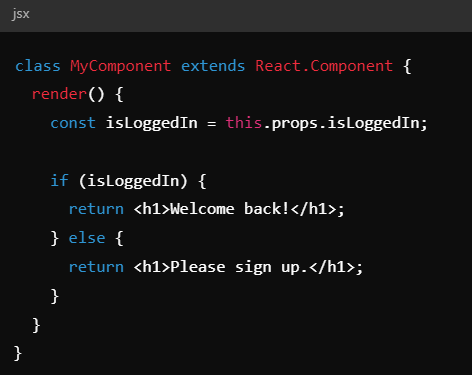 jsx
class MyComponent extends React.Component {
  render() {
    const isLoggedIn = this.props.isLoggedIn;

    if (isLoggedIn) {
      return <h1>Welcome back!</h1>;
    } else {
      return <h1>Please sign up.</h1>;
    }
  }
}